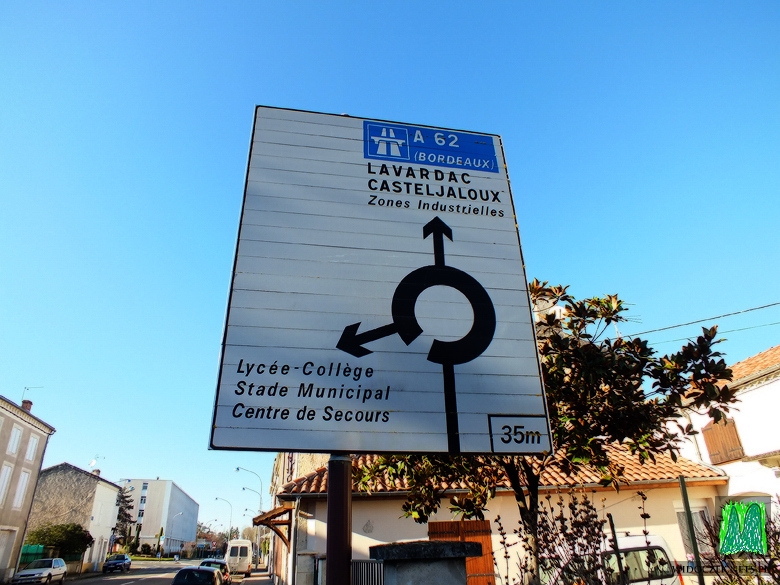 A 62
(BORDEAUX)
LAVARDAC
CASTELJALOUX
Zones Industrielles
Lycée-Collège
Stade Municipal
Centre de Secours
35m